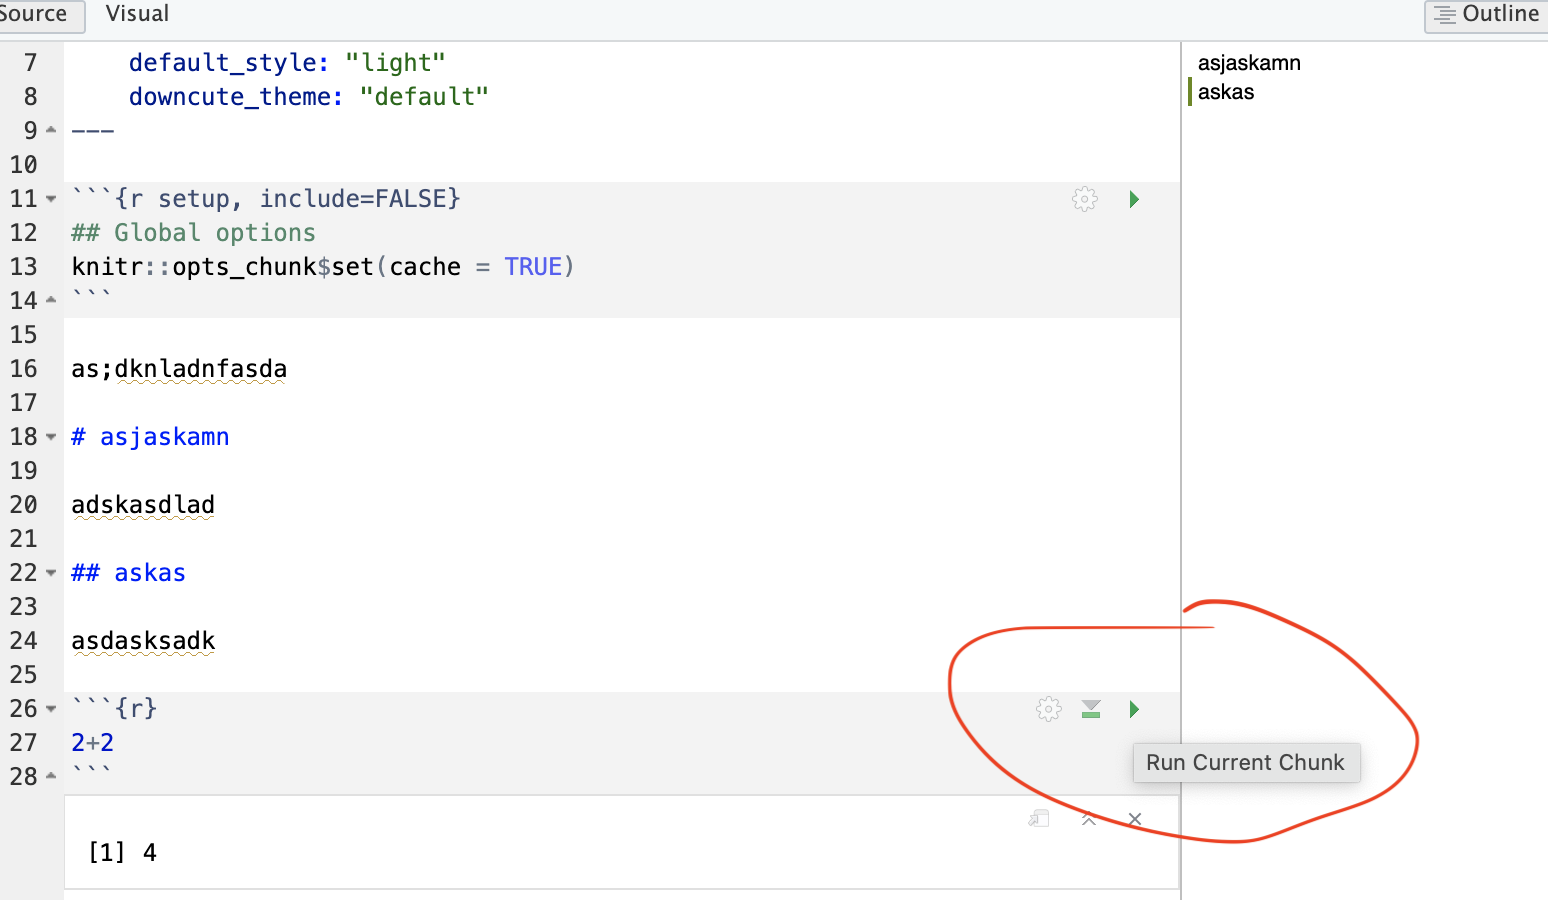 Source Visual Outline
7 default_style: "light"
8 downcute_theme: "default"
9 ---
10
11 ```{r setup, include=FALSE}
12 ## Global options
13 knitr::opts_chunk$set(cache = TRUE)
14 ```
15
16 as;dknladnfasda
17
18 # asjaskamn
19
20 adskasdlad
21
22 ## askas
23
24 asdasksadk
25
26 ```{r}
27 2+2
28 ```
Run Current Chunk
[1] 4
asjaskamn
askas